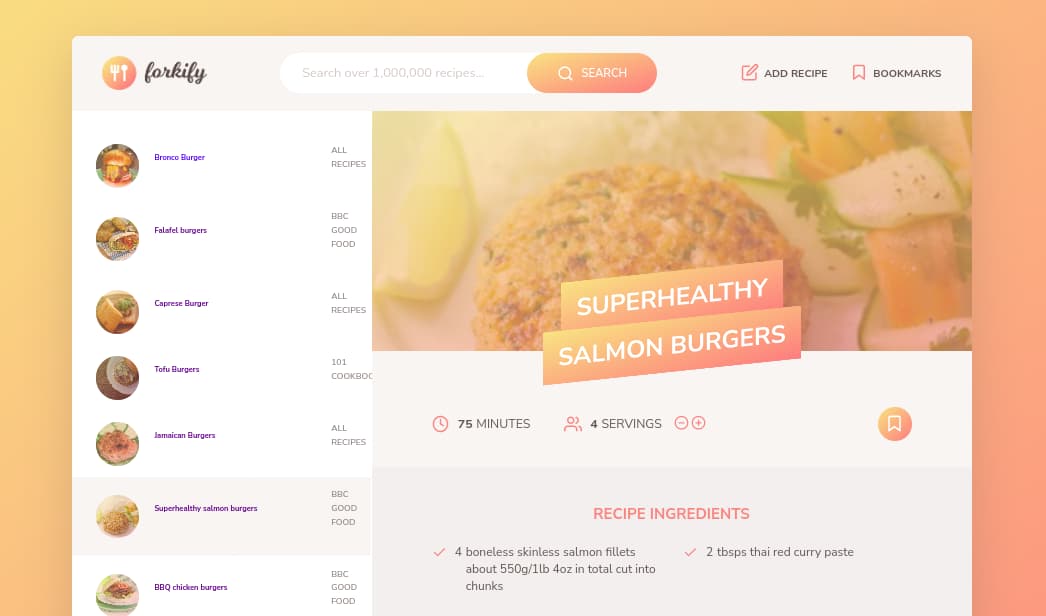 forkify
Search over 1,000,000 recipes...
SEARCH
ADD RECIPE
BOOKMARKS
Bronco Burger
ALL
RECIPES
Falafel burgers
BBC
GOOD
FOOD
Caprese Burger
ALL
RECIPES
Tofu Burgers
101
COOKBOO
Jamaican Burgers
ALL
RECIPES
Superhealthy salmon burgers
BBC
GOOD
FOOD
BBQ chicken burgers
BBC
GOOD
FOOD
SUPERHEALTHY
SALMON BURGERS
75 MINUTES
4 SERVINGS
RECIPE INGREDIENTS
4 boneless skinless salmon fillets
about 550g/1lb 4oz in total cut into
chunks
2 tbsps thai red curry paste